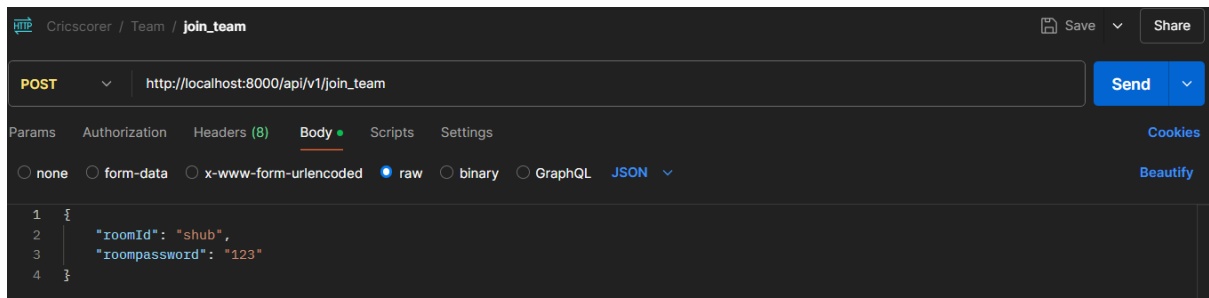 HTTP Cricscorer / Team / join_team Save Share
POST http://localhost:8000/api/v1/join_team Send
Params Authorization Headers (8) Body Scripts Settings Cookies
none form-data x-www-form-urlencoded raw binary GraphQL JSON Beautify
1 {
2 "roomId": "shub",
3 "roompassword": "123"
4 }